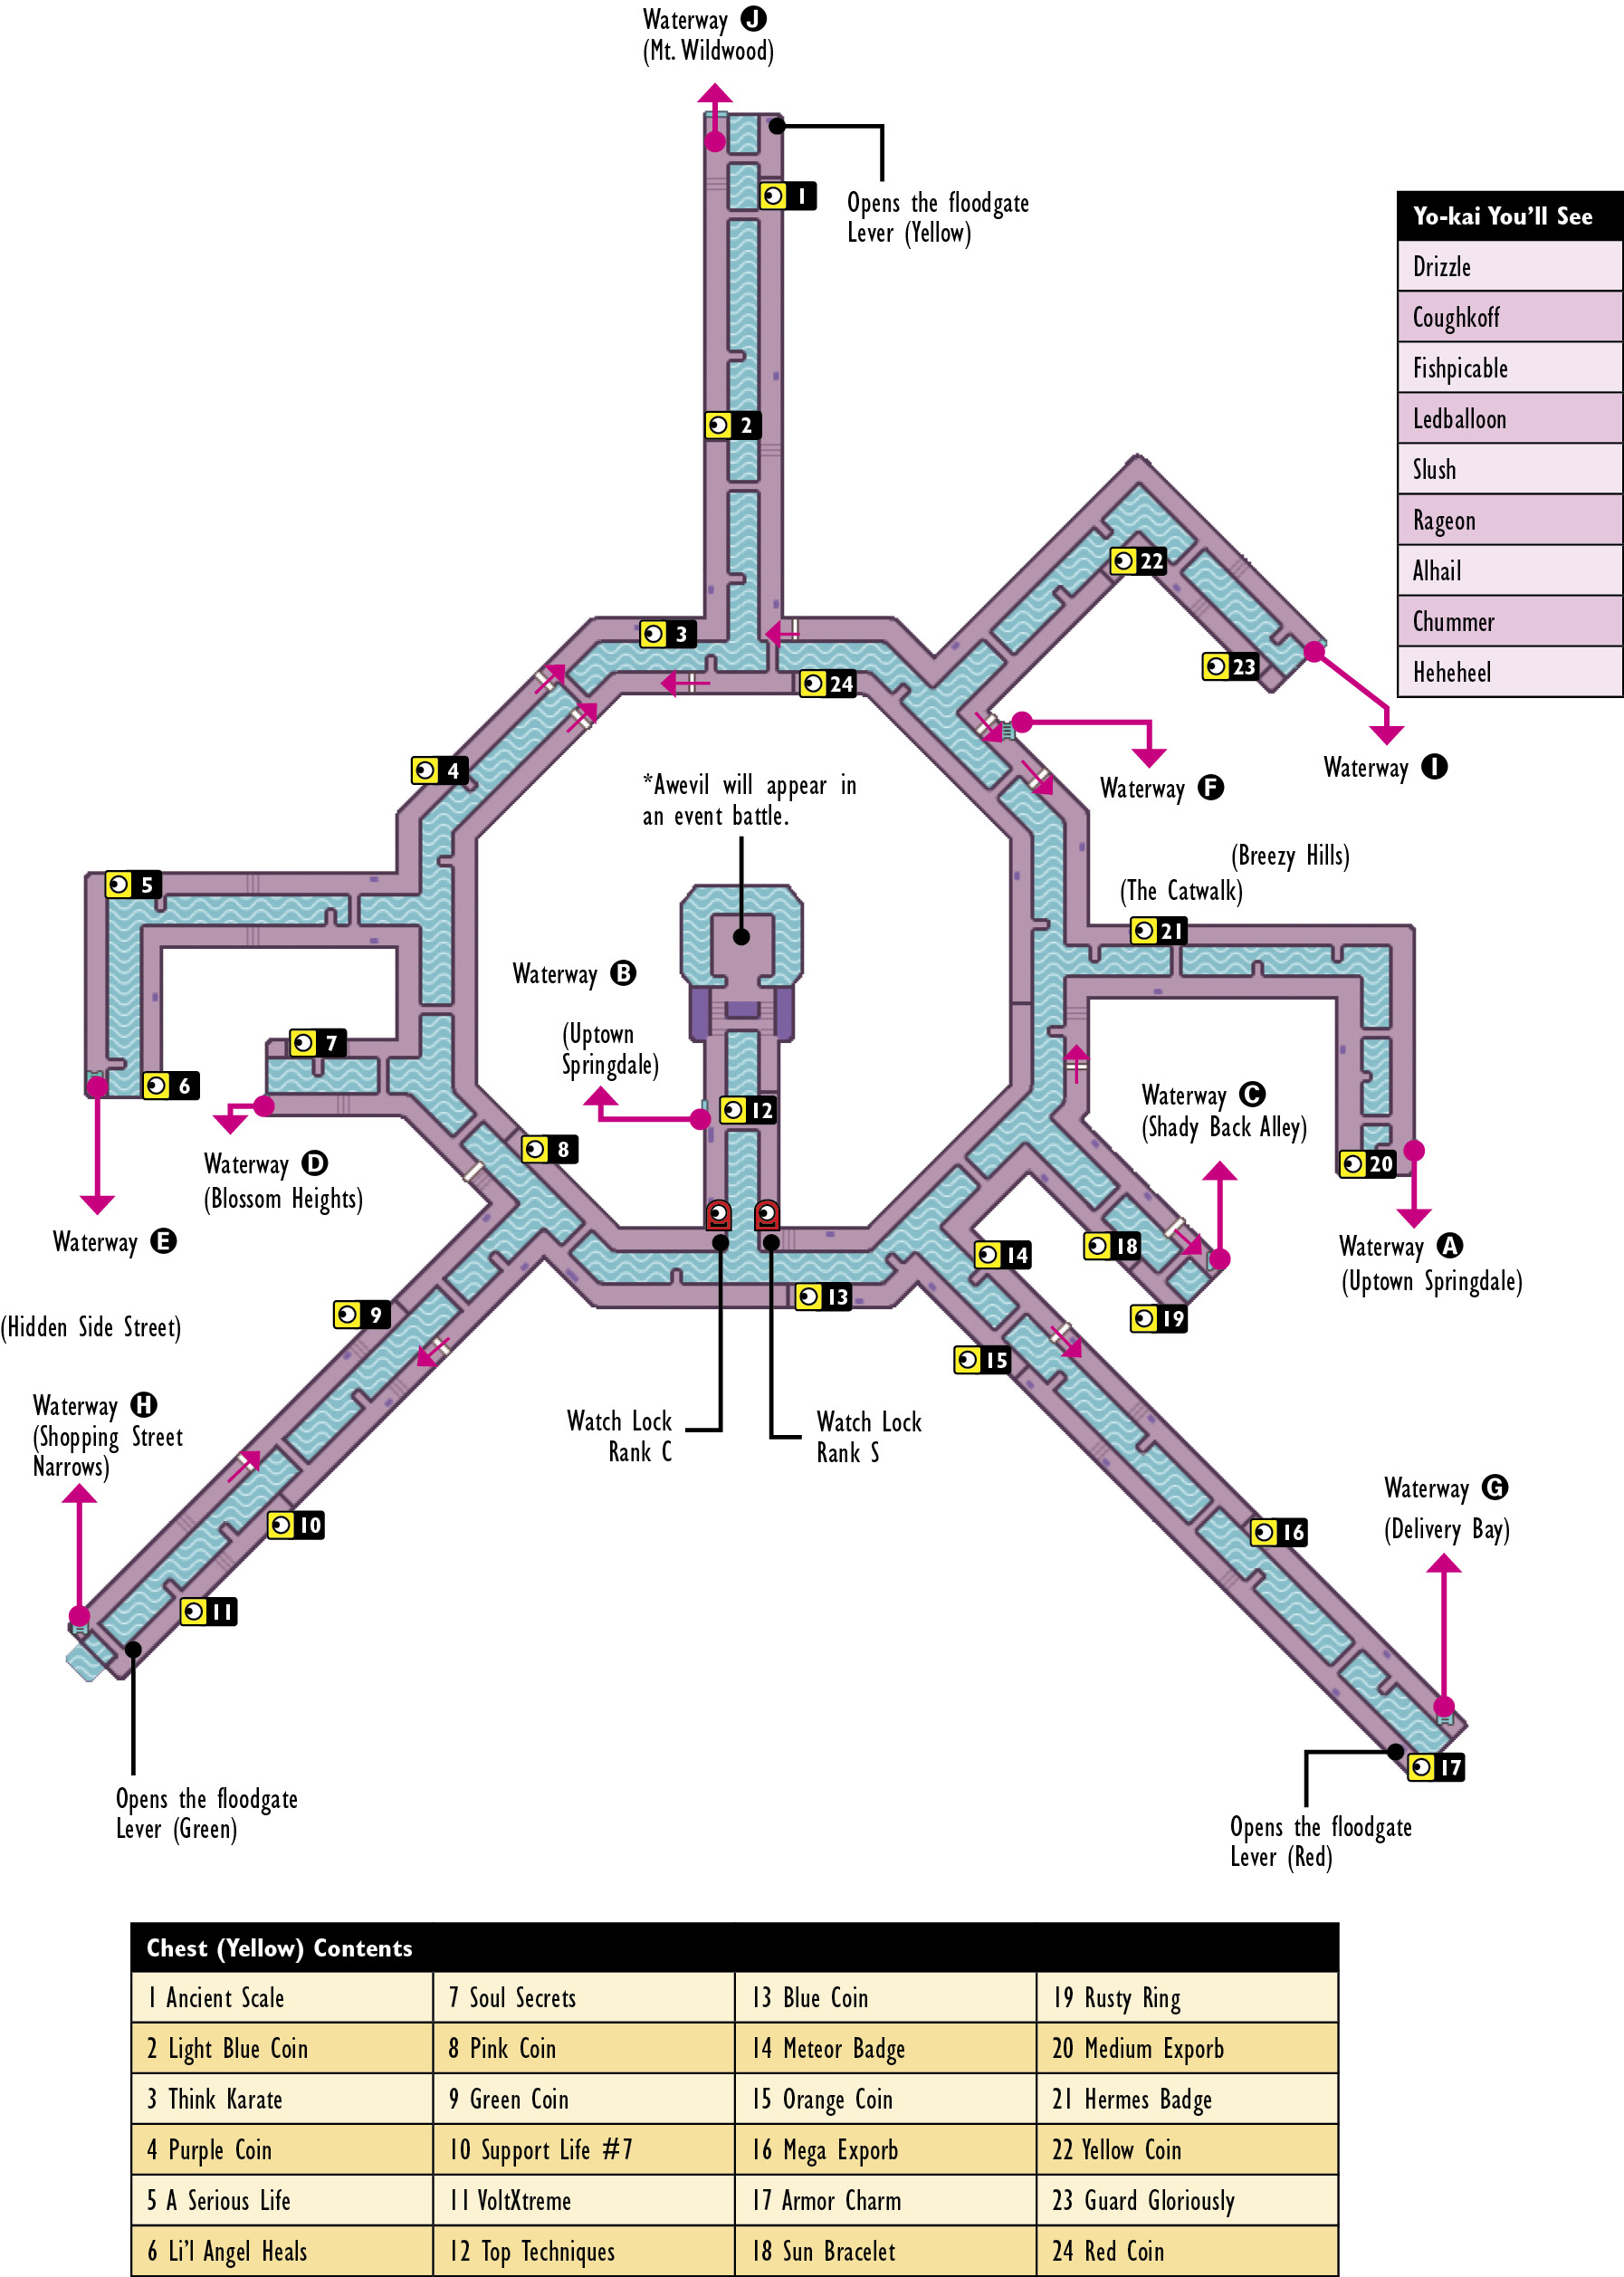 Waterway J
(Mt. Wildwood)
1
Opens the floodgate
Lever (Yellow)
Yo-kai You'll See
Drizzle
Coughkoff
Fishpicable
Ledballoon
Slush
Rageon
Alhail
Chummer
Heheheel
2
22
3
23
24
4
*Awevil will appear in
an event battle.
Waterway F
Waterway I
(Breezy Hills)
(The Catwalk)
5
21
Waterway B
(Uptown
Springdale)
7
6
12
Waterway C
(Shady Back Alley)
8
20
Waterway D
(Blossom Heights)
Waterway E
Waterway A
(Uptown Springdale)
14
18
13
19
9
(Hidden Side Street)
15
Waterway H
(Shopping Street
Narrows)
Watch Lock
Rank C
Watch Lock
Rank S
10
16
Waterway G
(Delivery Bay)
11
17
Opens the floodgate
Lever (Green)
Opens the floodgate
Lever (Red)
Chest (Yellow) Contents
1 Ancient Scale
7 Soul Secrets
13 Blue Coin
19 Rusty Ring
2 Light Blue Coin
8 Pink Coin
14 Meteor Badge
20 Medium Exporb
3 Think Karate
9 Green Coin
15 Orange Coin
21 Hermes Badge
4 Purple Coin
10 Support Life #7
16 Mega Exporb
22 Yellow Coin
5 A Serious Life
11 VoltXtreme
17 Armor Charm
23 Guard Gloriously
6 Li'l Angel Heals
12 Top Techniques
18 Sun Bracelet
24 Red Coin